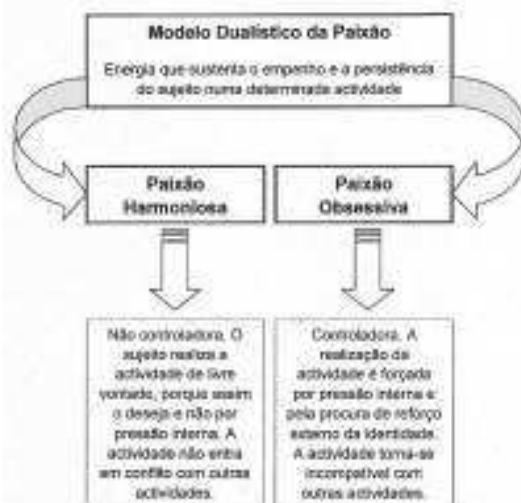 Modelo Dualístico da Paixão
Energia que sustenta o empenho e a persistência
do sujeito numa determinada actividade
Paixão
Harmoniosa
Paixão
Obsessiva
Não controladora. O
sujeito realiza a
actividade de livre
vontade, porque assim
o deseja e não por
pressão interna. A
actividade não entra
em conflito com outras
actividades.
Controladora. A
realização da
actividade é forçada
por pressão interna e
pela procura de reforço
externo da identidade.
A actividade torna-se
incompatível com
outras actividades.